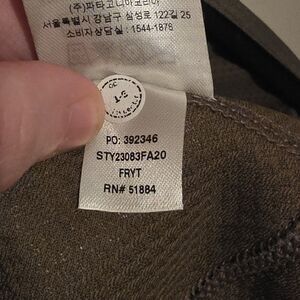 (주)파타고니아코리아
서울특별시 강남구 삼성로 122길 25
소비자상담실 : 1544-1876
PO: 392346
STY23083FA20
FRYT
RN# 51884